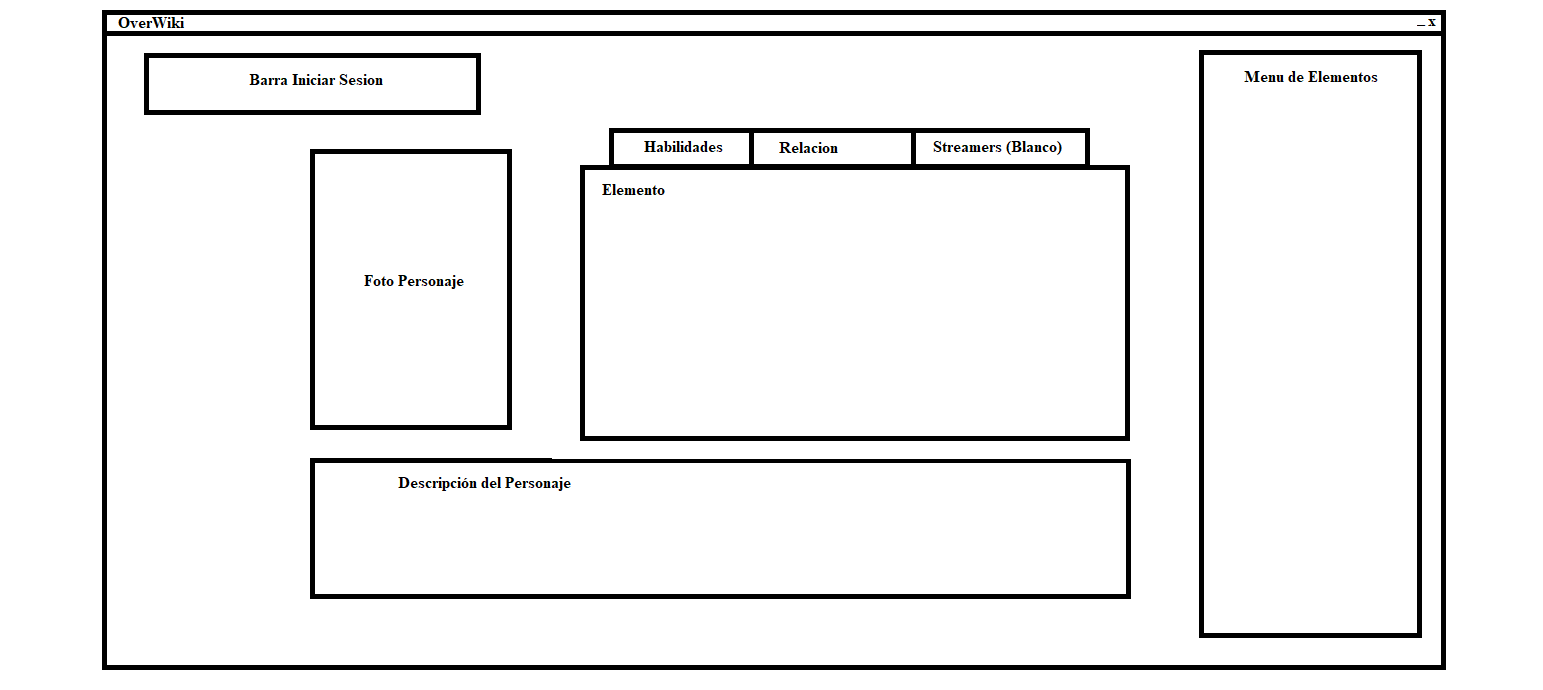 OverWiki
_ x
Barra Iniciar Sesion
Menu de Elementos
Habilidades
Relacion
Streamers (Blanco)
Elemento
Foto Personaje
Descripción del Personaje